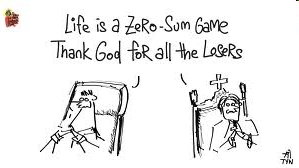 Life is a Zero-Sum Game
Thank God for all the Losers